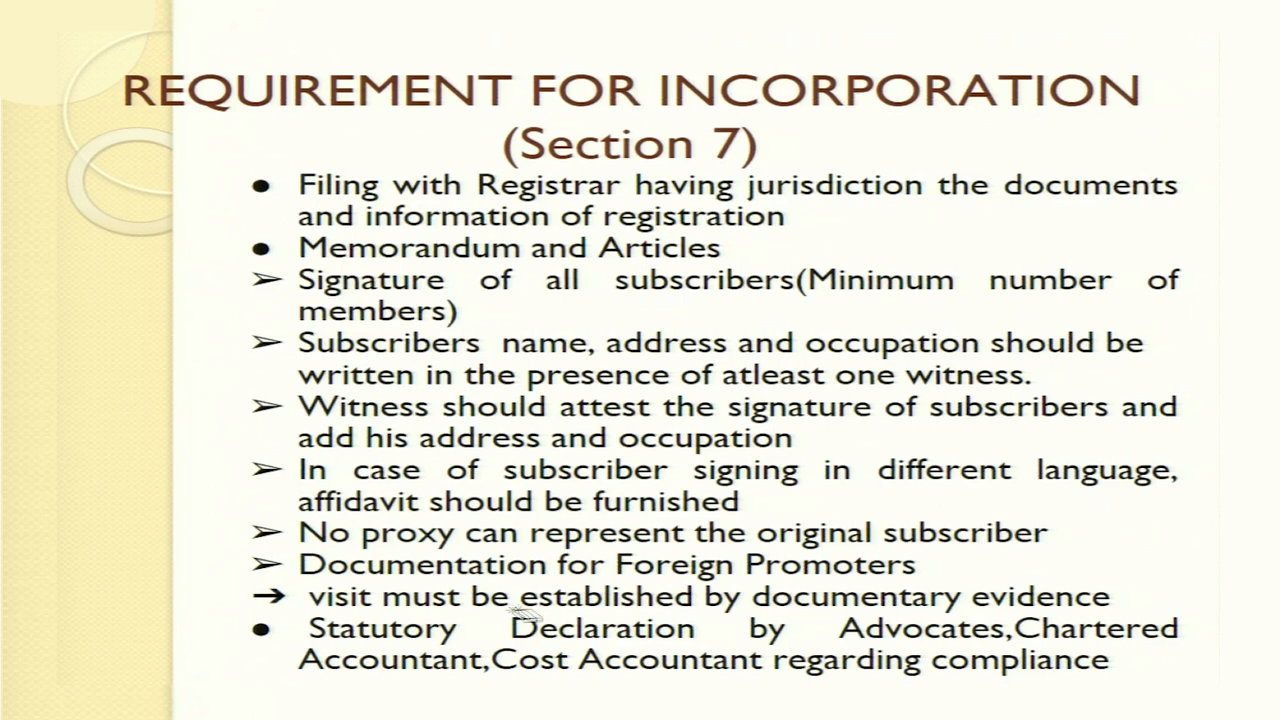 REQUIREMENT FOR INCORPORATION
(Section 7)
● Filing with Registrar having jurisdiction the documents
and information of registration
● Memorandum and Articles
➢ Signature of all subscribers(Minimum number of
members)
➢ Subscribers name, address and occupation should be
written in the presence of atleast one witness.
➢ Witness should attest the signature of subscribers and
add his address and occupation
➢ In case of subscriber signing in different language,
affidavit should be furnished
➢ No proxy can represent the original subscriber
➢ Documentation for Foreign Promoters
➔ visit must be established by documentary evidence
● Statutory Declaration by Advocates,Chartered
Accountant,Cost Accountant regarding compliance